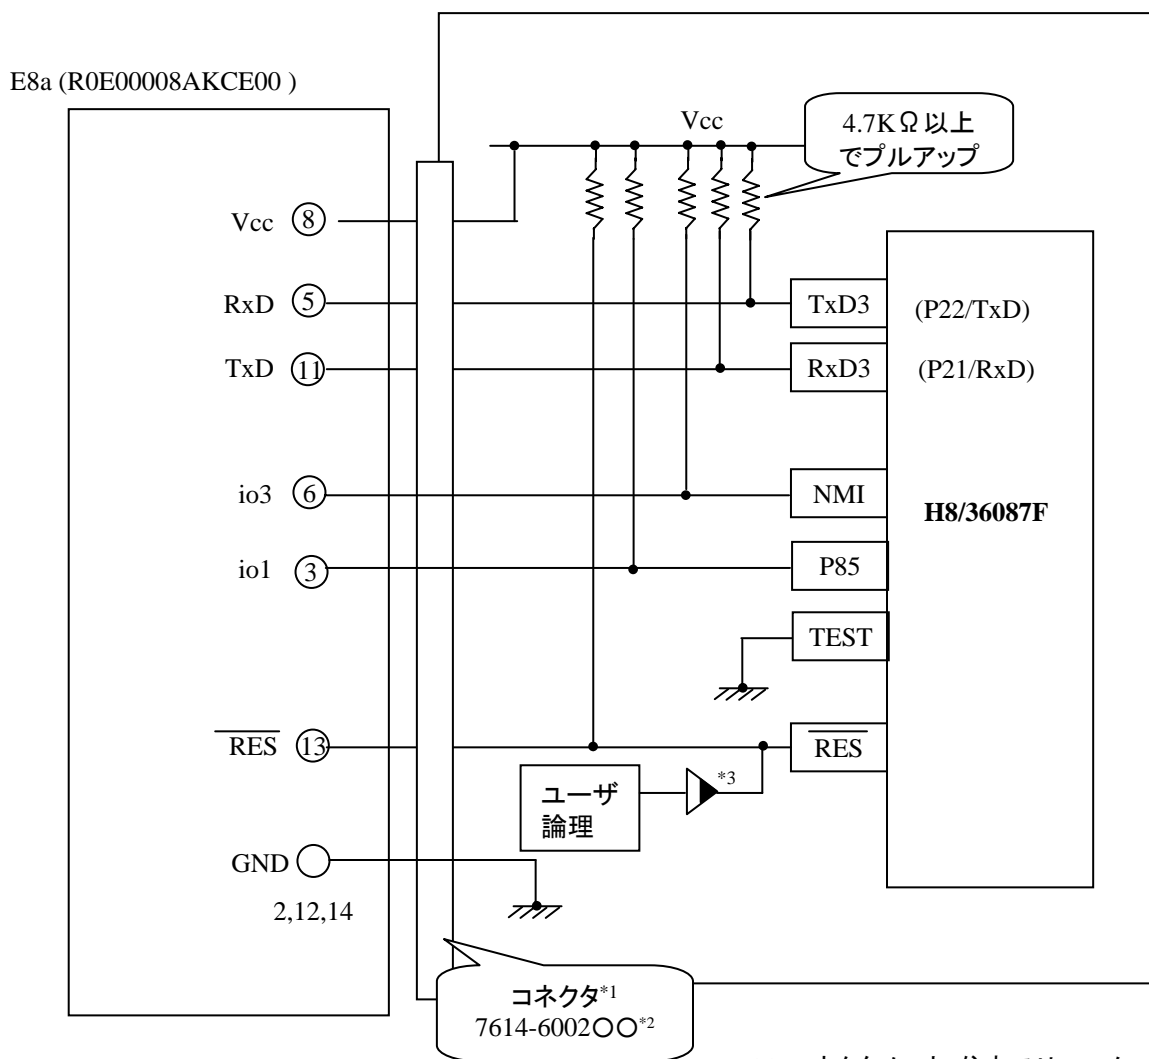 E8a (R0E00008AKCE00 )
Vcc
4.7KΩ以上
でプルアップ
Vcc 8
RxD 5
TxD3
(P22/TxD)
TxD 11
RxD3
(P21/RxD)
io3 6
NMI
H8/36087F
io1 3
P85
TEST
RES 13
RES
*3
ユーザ
論理
GND
2,12,14
コネクタ*1
7614-6002〇〇*2